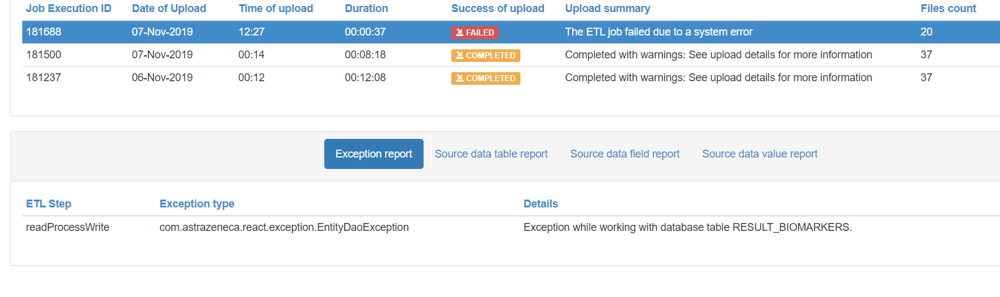 Job Execution ID Date of Upload Time of upload Duration Success of upload Upload summary Files count
181688 07-Nov-2019 12:27 00:00:37 FAILED The ETL job failed due to a system error 20
181500 07-Nov-2019 00:14 00:08:18 COMPLETED Completed with warnings: See upload details for more information 37
181237 06-Nov-2019 00:12 00:12:08 COMPLETED Completed with warnings: See upload details for more information 37
Exception report Source data table report Source data field report Source data value report
ETL Step Exception type Details
readProcessWrite com.astrazeneca.react.exception.EntityDaoException Exception while working with database table RESULT_BIOMARKERS.